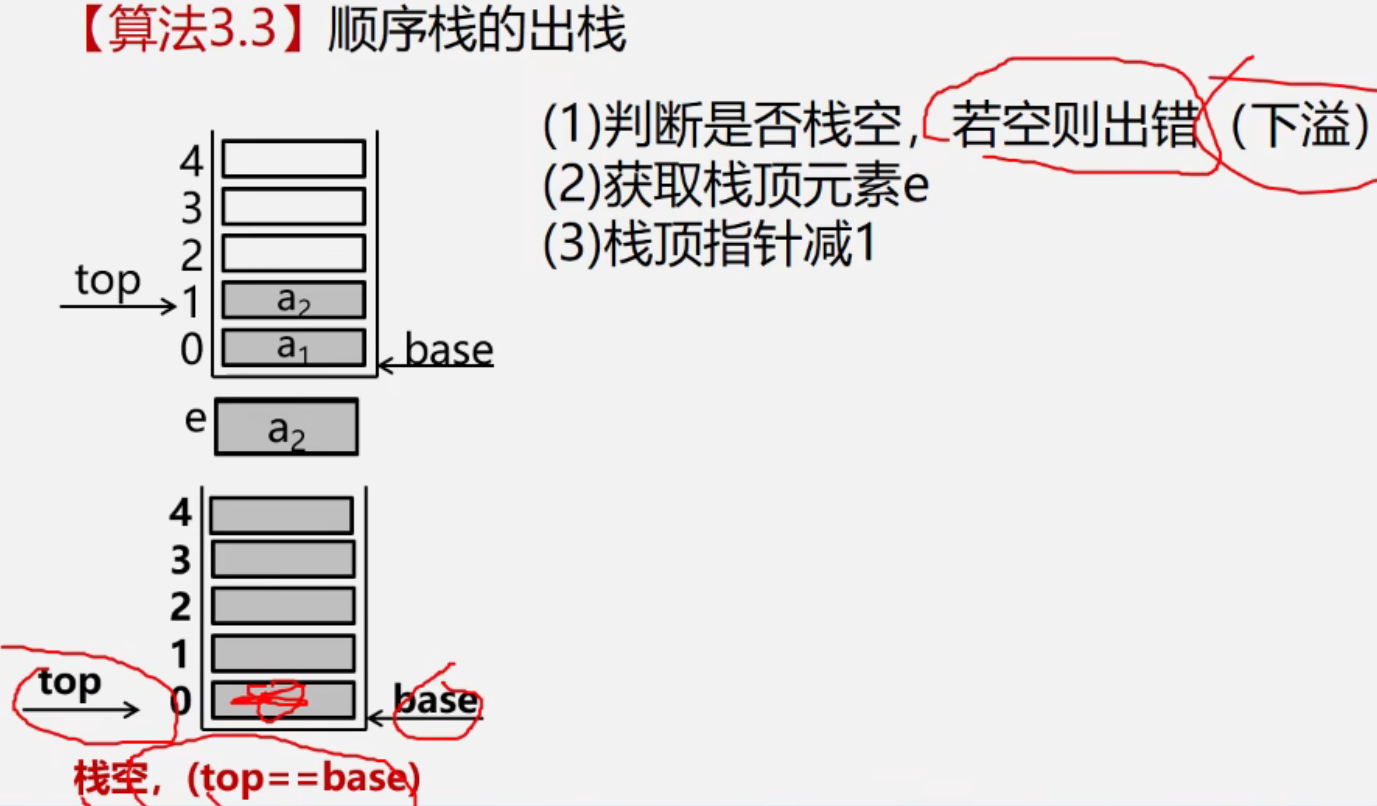 【算法3.3】顺序栈的出栈
(1)判断是否栈空，若空则出错（下溢）
(2)获取栈顶元素e
(3)栈顶指针减1
4
3
2
top
1 a₂
0 a₁ base
e a₂
4
3
2
1
top 0 base
栈空，(top==base)